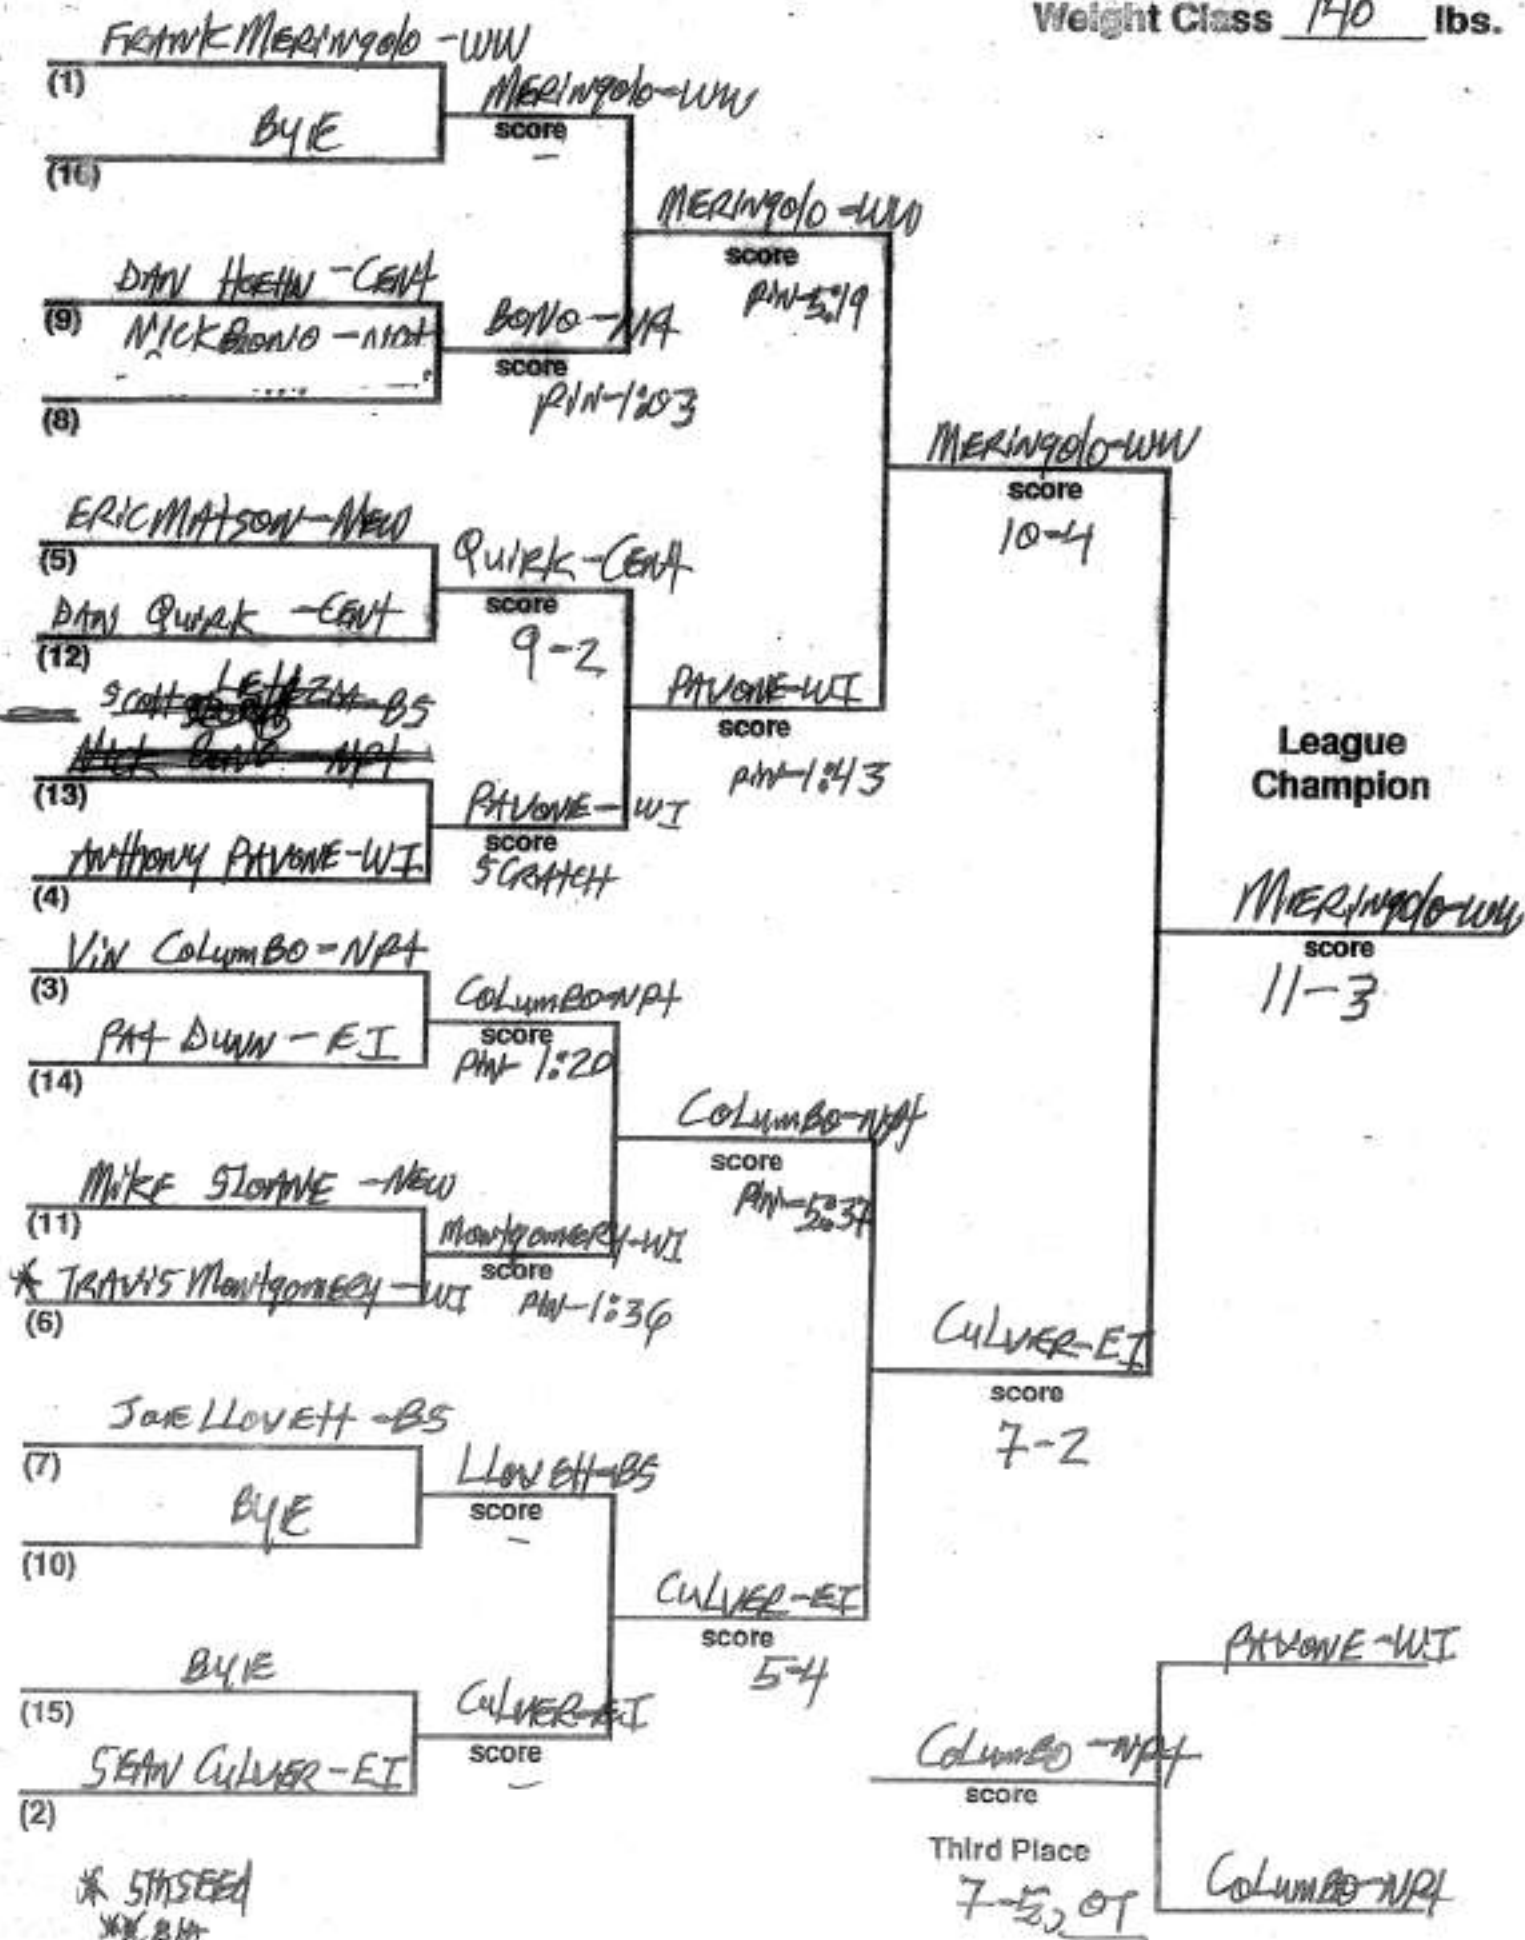 Weight Class 140 lbs.
FRANK MERINGOLO - WW
(1)
BYE
(16)
MERINGOLO - WW
score
-
DAN HOEHN - CENT
(9)
NICK BONO - NPT
(8)
BONO - NPT
score
PIN-1:03
MERINGOLO - WW
score
PIN-5:19
ERIC MATSON - NEW
(5)
DAN QUIRK - CENT
(12)
QUIRK - CENT
score
9-2
SCOTT LETIZIA - BS
NICK BONO - NPT
(13)
ANTHONY PAVONE - WI
(4)
PAVONE - WI
score
SCRATCH
PAVONE - WI
score
PIN-1:43
MERINGOLO - WW
score
10-4
VIN COLUMBO - NPT
(3)
PAT DUNN - EI
(14)
COLUMBO - NPT
score
PIN- 1:20
MIKE SLOANE - NEW
(11)
* TRAVIS MONTGOMERY - WI
(6)
MONTGOMERY - WI
score
PIN-1:36
COLUMBO - NPT
score
PIN-5:37
JOE LLOVETT - BS
(7)
BYE
(10)
LLOVETT - BS
score
-
BYE
(15)
SEAN CULVER - EI
(2)
CULVER - EI
score
-
CULVER - EI
score
5-4
CULVER - EI
score
7-2
League
Champion
MERINGOLO - WW
score
11-3
PAVONE - WI
COLUMBO - NPT
score
Third Place
7-5, OT
COLUMBO - NPT
* 5TH SEED